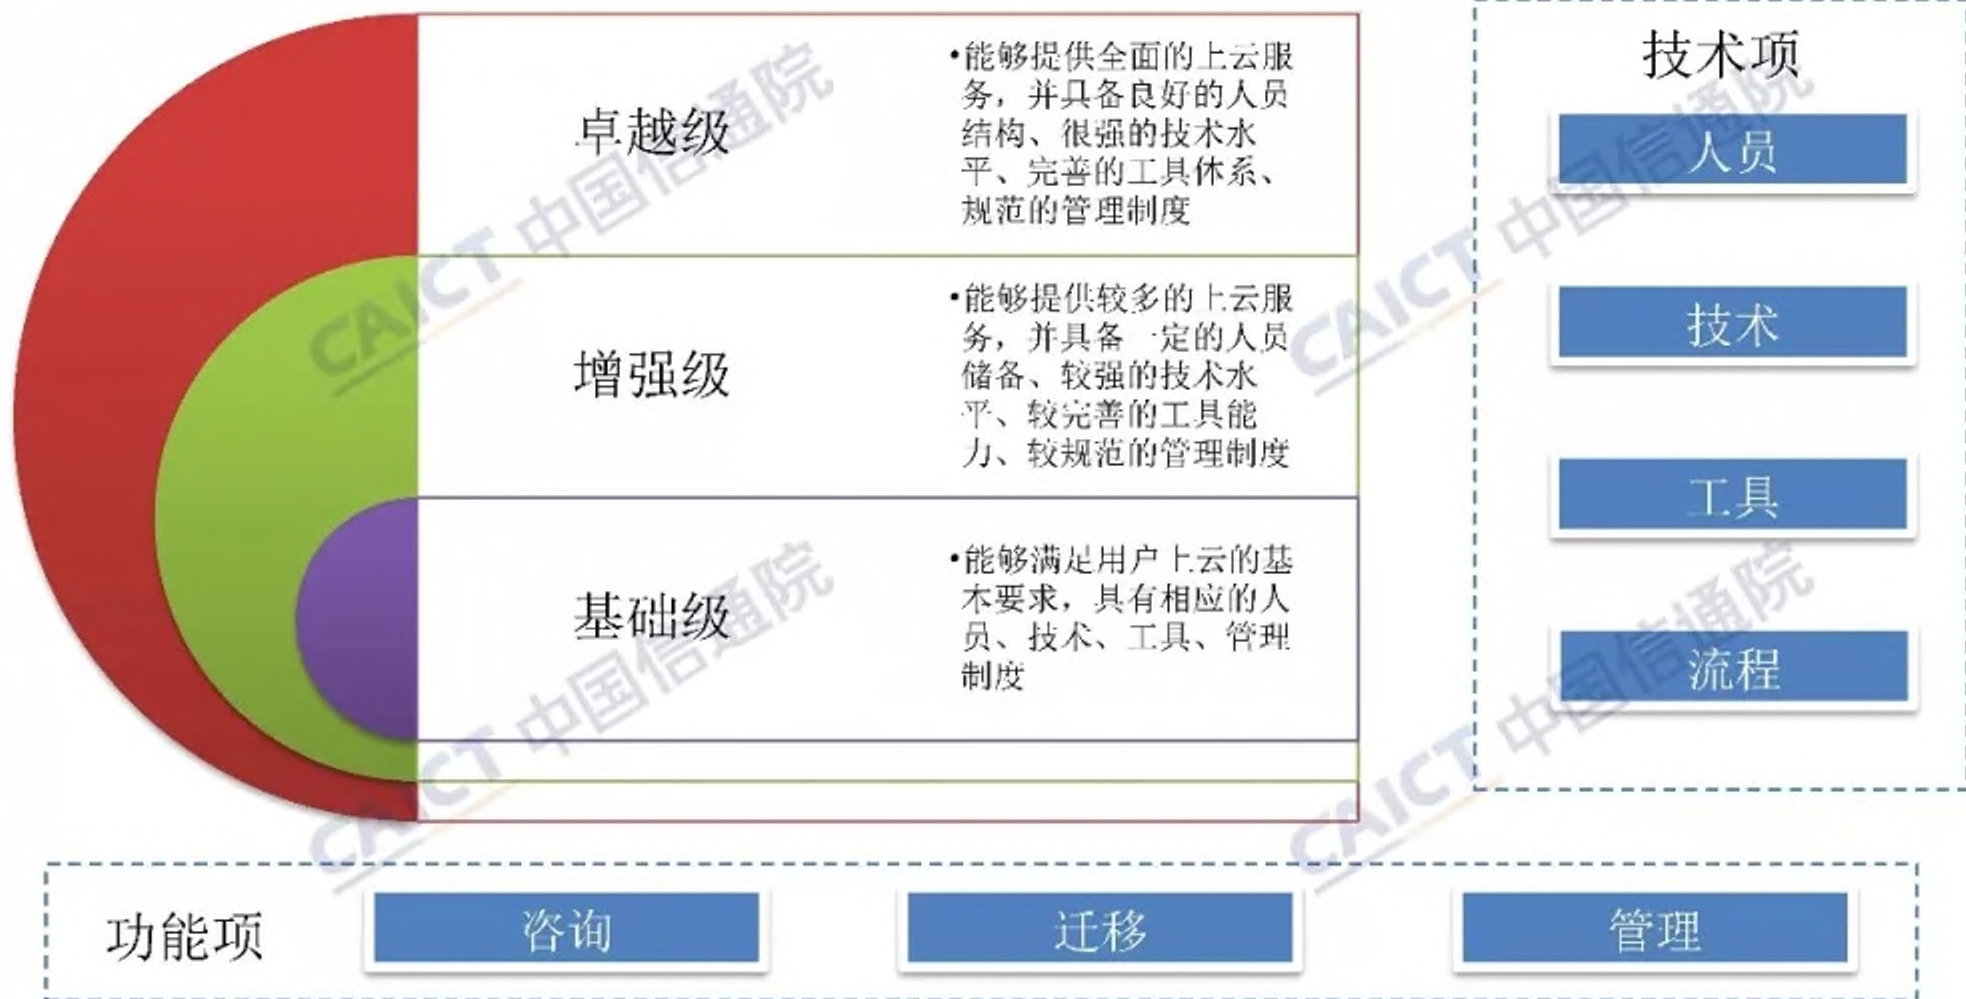 卓越级
•能够提供全面的上云服
务，并具备良好的人员
结构、很强的技术水
平、完善的工具体系、
规范的管理制度
增强级
•能够提供较多的上云服
务，并具备一定的人员
储备、较强的技术水
平、较完善的工具能
力、较规范的管理制度
基础级
•能够满足用户上云的基
本要求，具有相应的人
员、技术、工具、管理
制度
技术项
人员
技术
工具
流程
功能项
咨询
迁移
管理
CAICT 中国信通院
CAICT 中国信通院
CAICT 中国信通院
CAICT 中国信通院